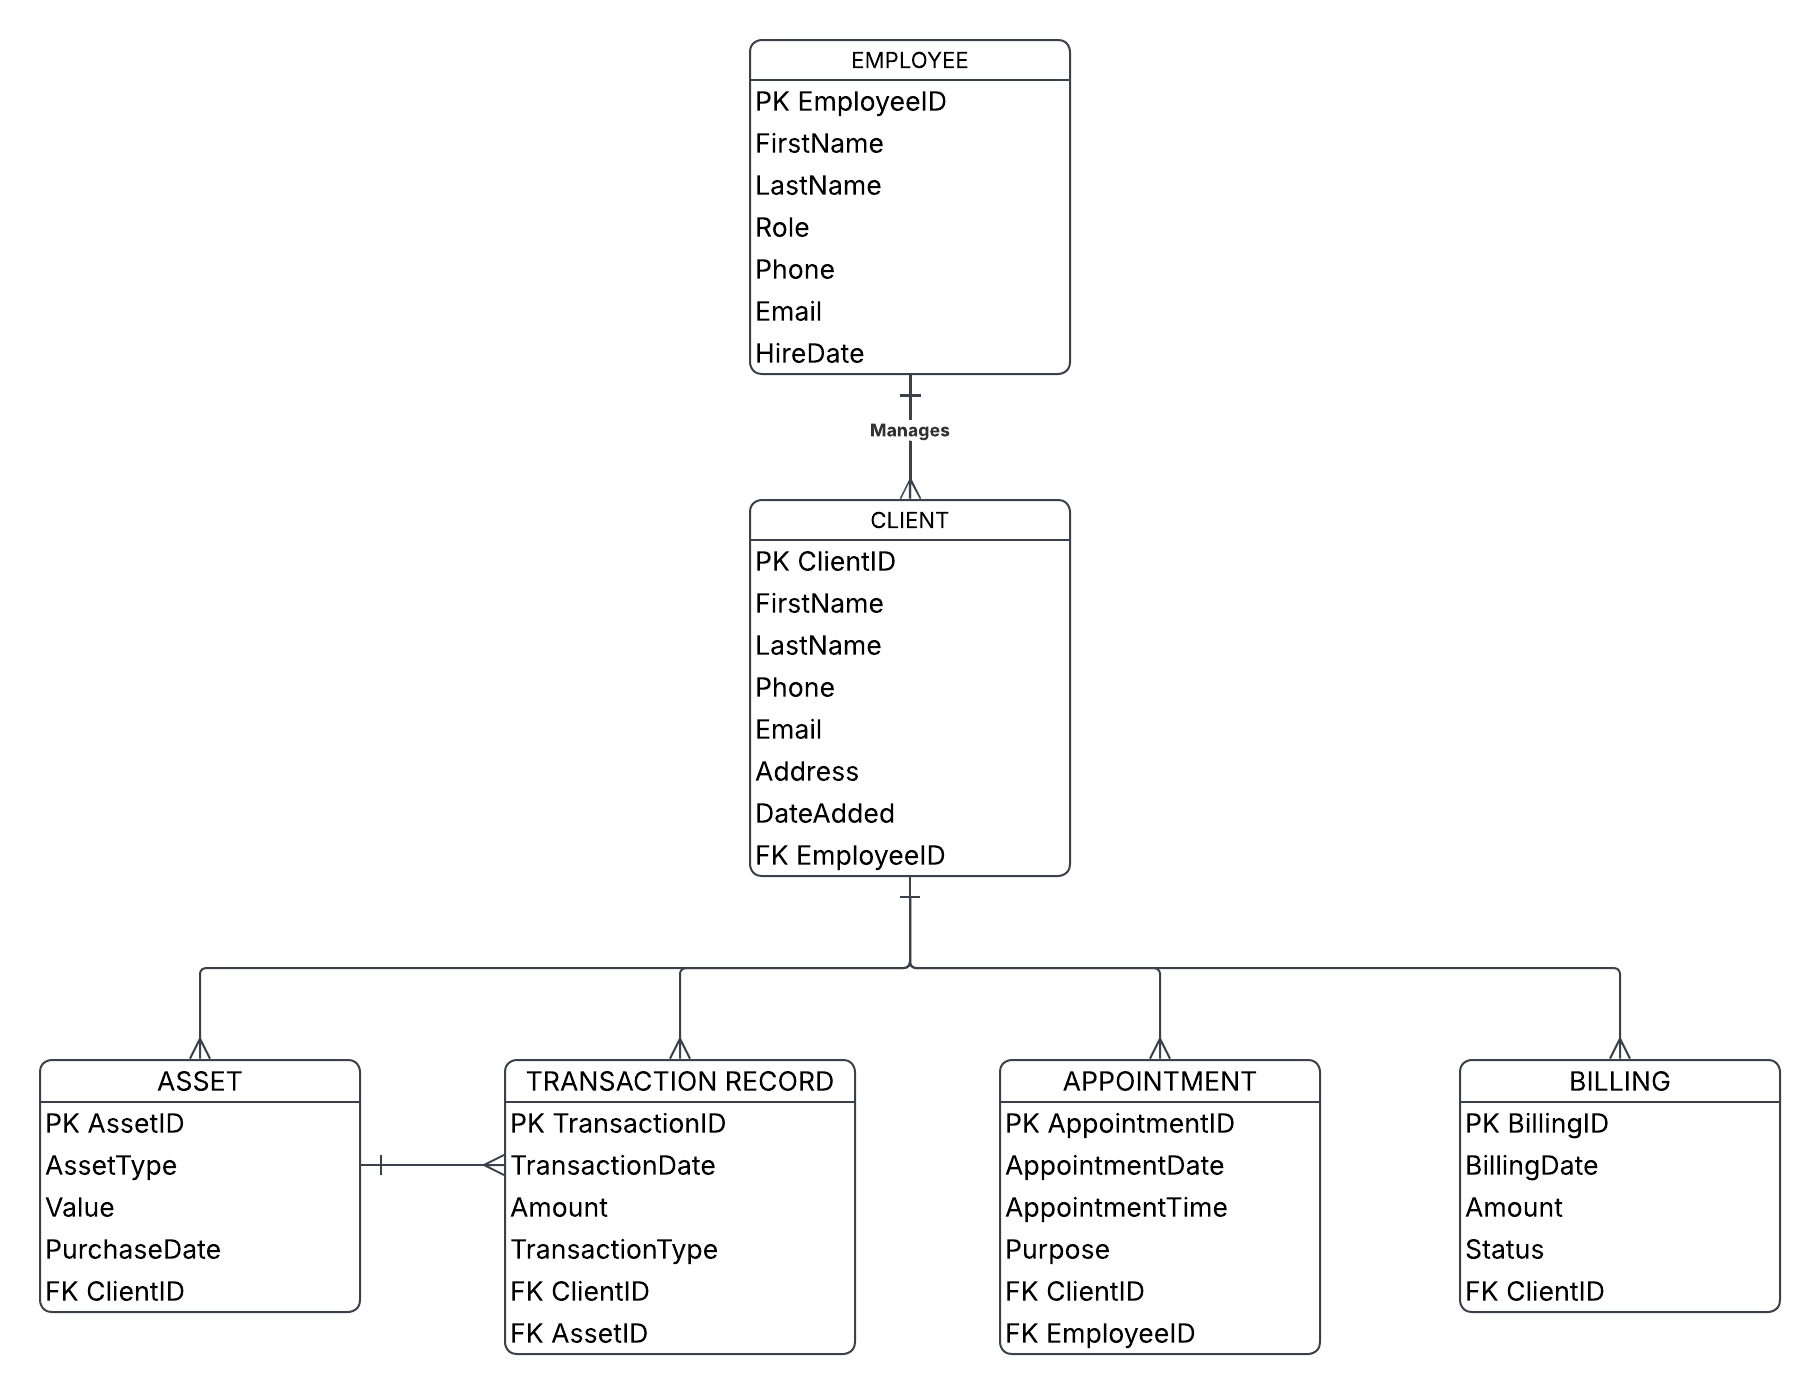 EMPLOYEE
PK EmployeeID
FirstName
LastName
Role
Phone
Email
HireDate
Manages
CLIENT
PK ClientID
FirstName
LastName
Phone
Email
Address
DateAdded
FK EmployeeID
ASSET
PK AssetID
AssetType
Value
PurchaseDate
FK ClientID
TRANSACTION RECORD
PK TransactionID
TransactionDate
Amount
TransactionType
FK ClientID
FK AssetID
APPOINTMENT
PK AppointmentID
AppointmentDate
AppointmentTime
Purpose
FK ClientID
FK EmployeeID
BILLING
PK BillingID
BillingDate
Amount
Status
FK ClientID